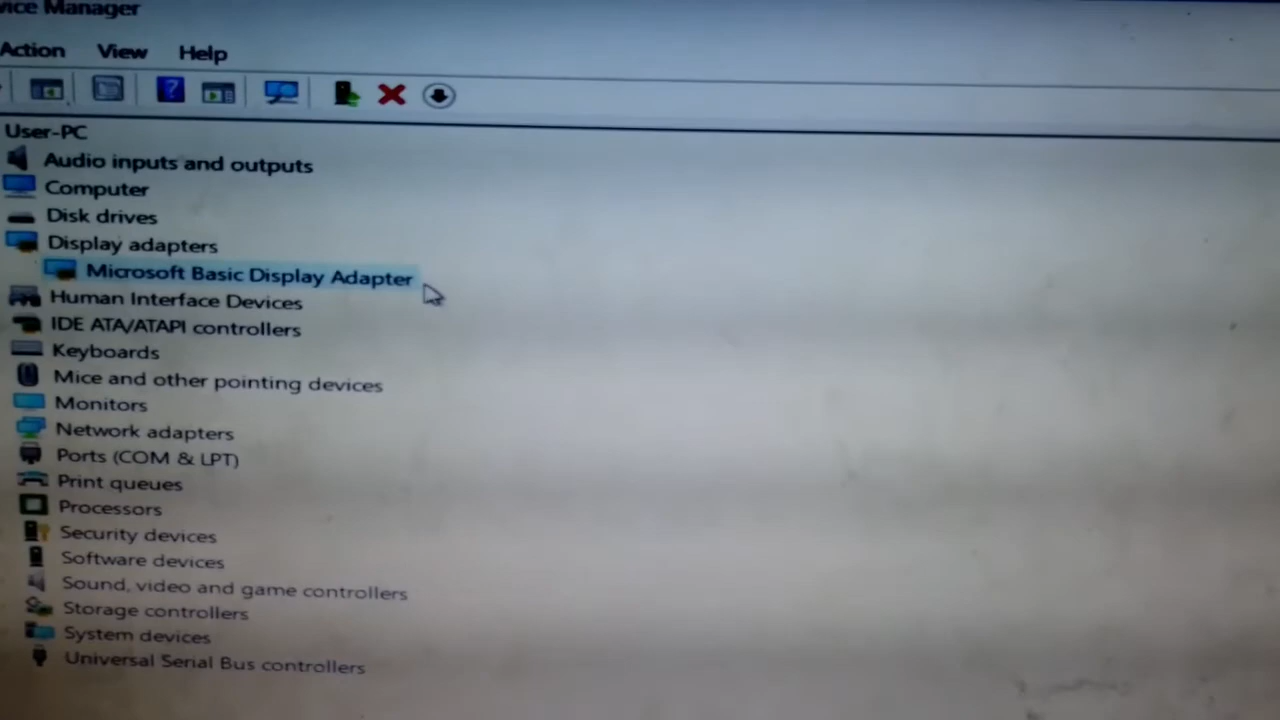 vice Manager
Action View Help
User-PC
Audio inputs and outputs
Computer
Disk drives
Display adapters
Microsoft Basic Display Adapter
Human Interface Devices
IDE ATA/ATAPI controllers
Keyboards
Mice and other pointing devices
Monitors
Network adapters
Ports (COM & LPT)
Print queues
Processors
Security devices
Software devices
Sound, video and game controllers
Storage controllers
System devices
Universal Serial Bus controllers